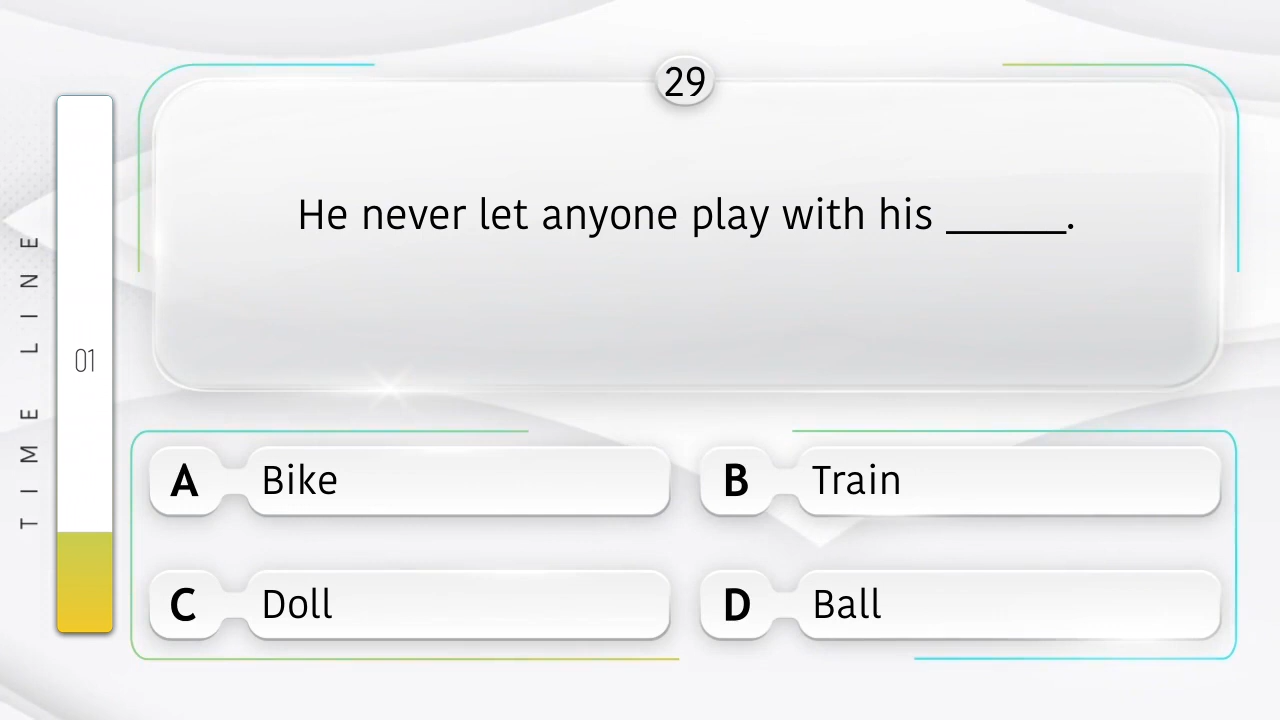 29
He never let anyone play with his ______.
TIME LINE
01
A Bike
B Train
C Doll
D Ball